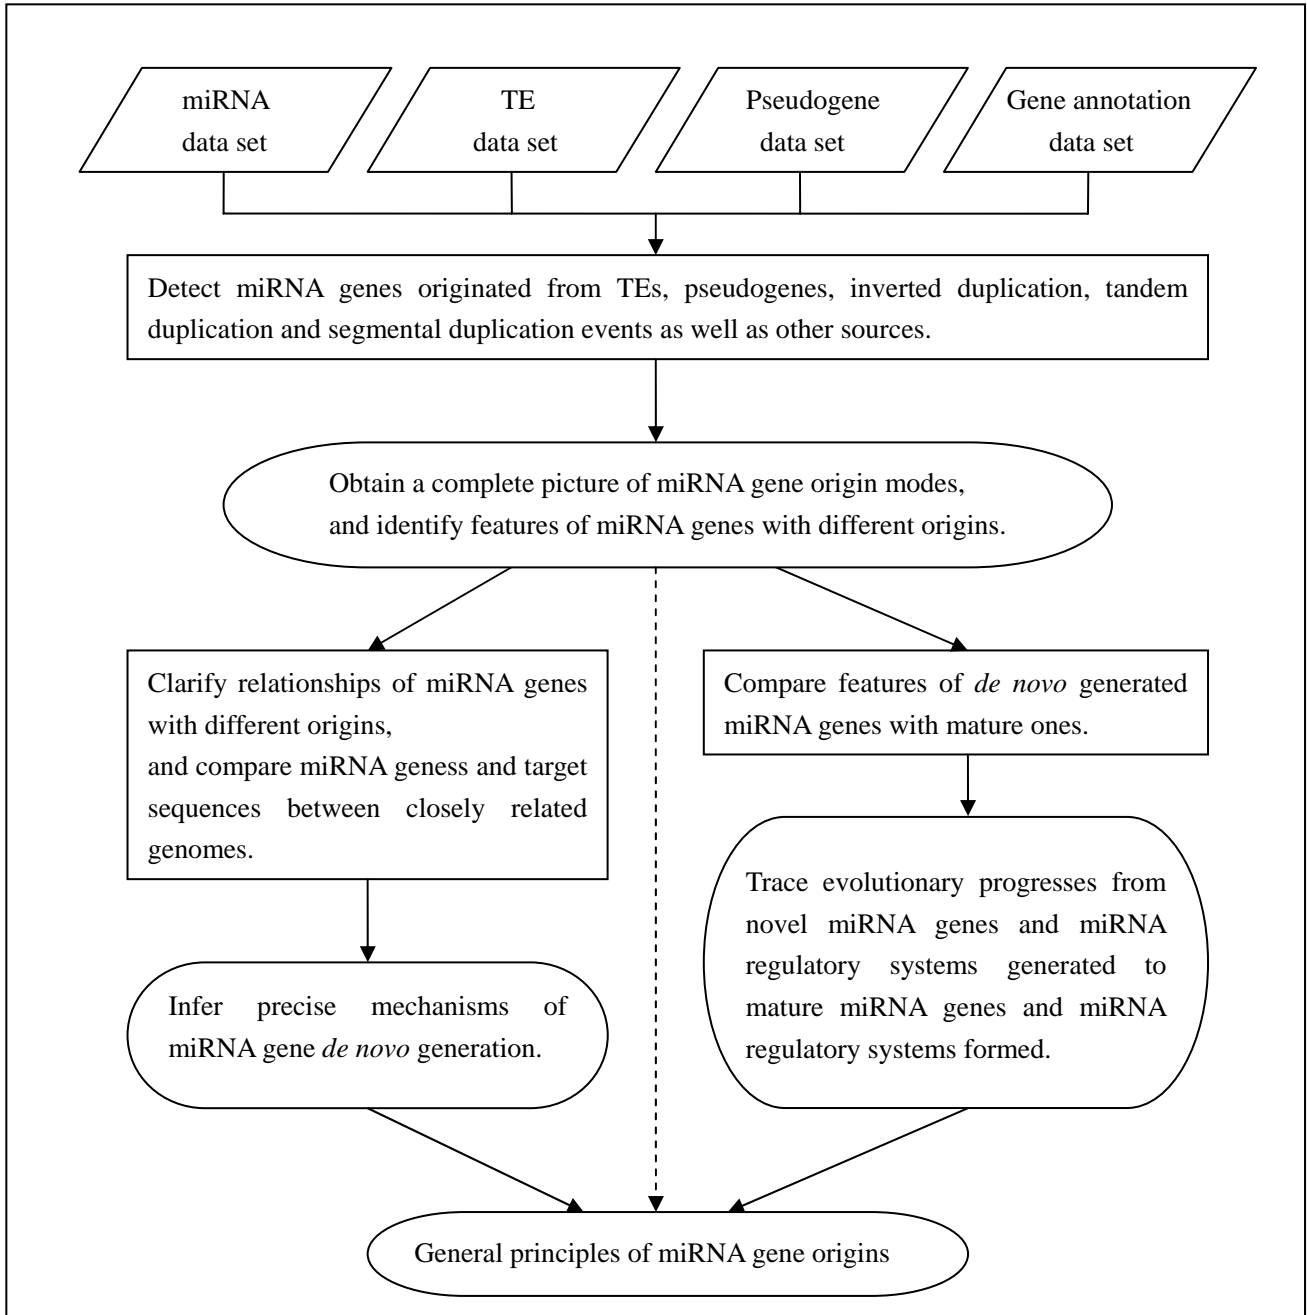 miRNA
data set
TE
data set
Pseudogene
data set
Gene annotation
data set
Detect miRNA genes originated from TEs, pseudogenes, inverted duplication, tandem
duplication and segmental duplication events as well as other sources.
Obtain a complete picture of miRNA gene origin modes,
and identify features of miRNA genes with different origins.
Clarify relationships of miRNA genes
with different origins,
and compare miRNA geness and target
sequences between closely related
genomes.
Compare features of de novo generated
miRNA genes with mature ones.
Infer precise mechanisms of
miRNA gene de novo generation.
Trace evolutionary progresses from
novel miRNA genes and miRNA
regulatory systems generated to
mature miRNA genes and miRNA
regulatory systems formed.
General principles of miRNA gene origins